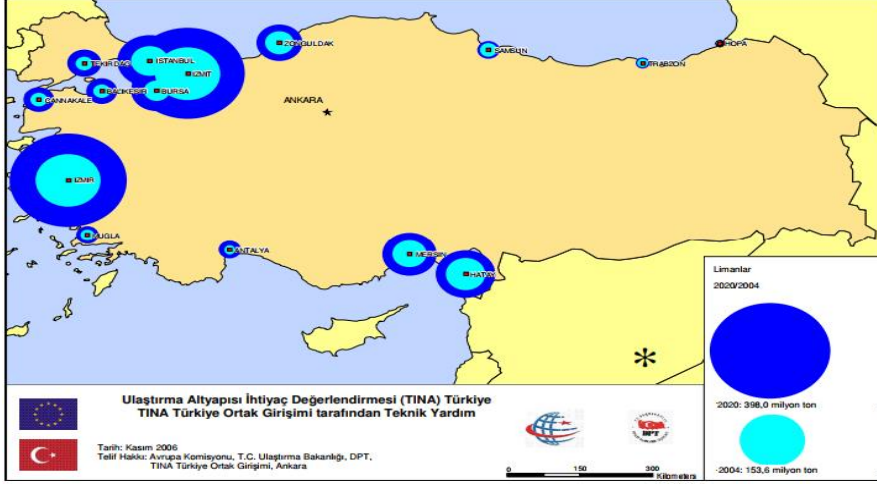 ZONGULDAK
SAMSUN
HOPA
TRABZON
TEKIRDAG
ISTANBUL
IZMIT
BALIKESIR
BURSA
CANNAKALE
ANKARA
IZMIR
MUGLA
ANTALYA
MERSIN
HATAY
Limanlar
2020/2004
2020: 398,0 milyon ton
2004: 153,6 milyon ton
Ulaştırma Altyapısı İhtiyaç Değerlendirmesi (TINA) Türkiye
TINA Türkiye Ortak Girişimi tarafından Teknik Yardım
Tarih: Kasım 2006
Telif Hakkı: Avrupa Komisyonu, T.C. Ulaştırma Bakanlığı, DPT,
TINA Türkiye Ortak Girişimi, Ankara
DPT
0 150 300
Kilometers